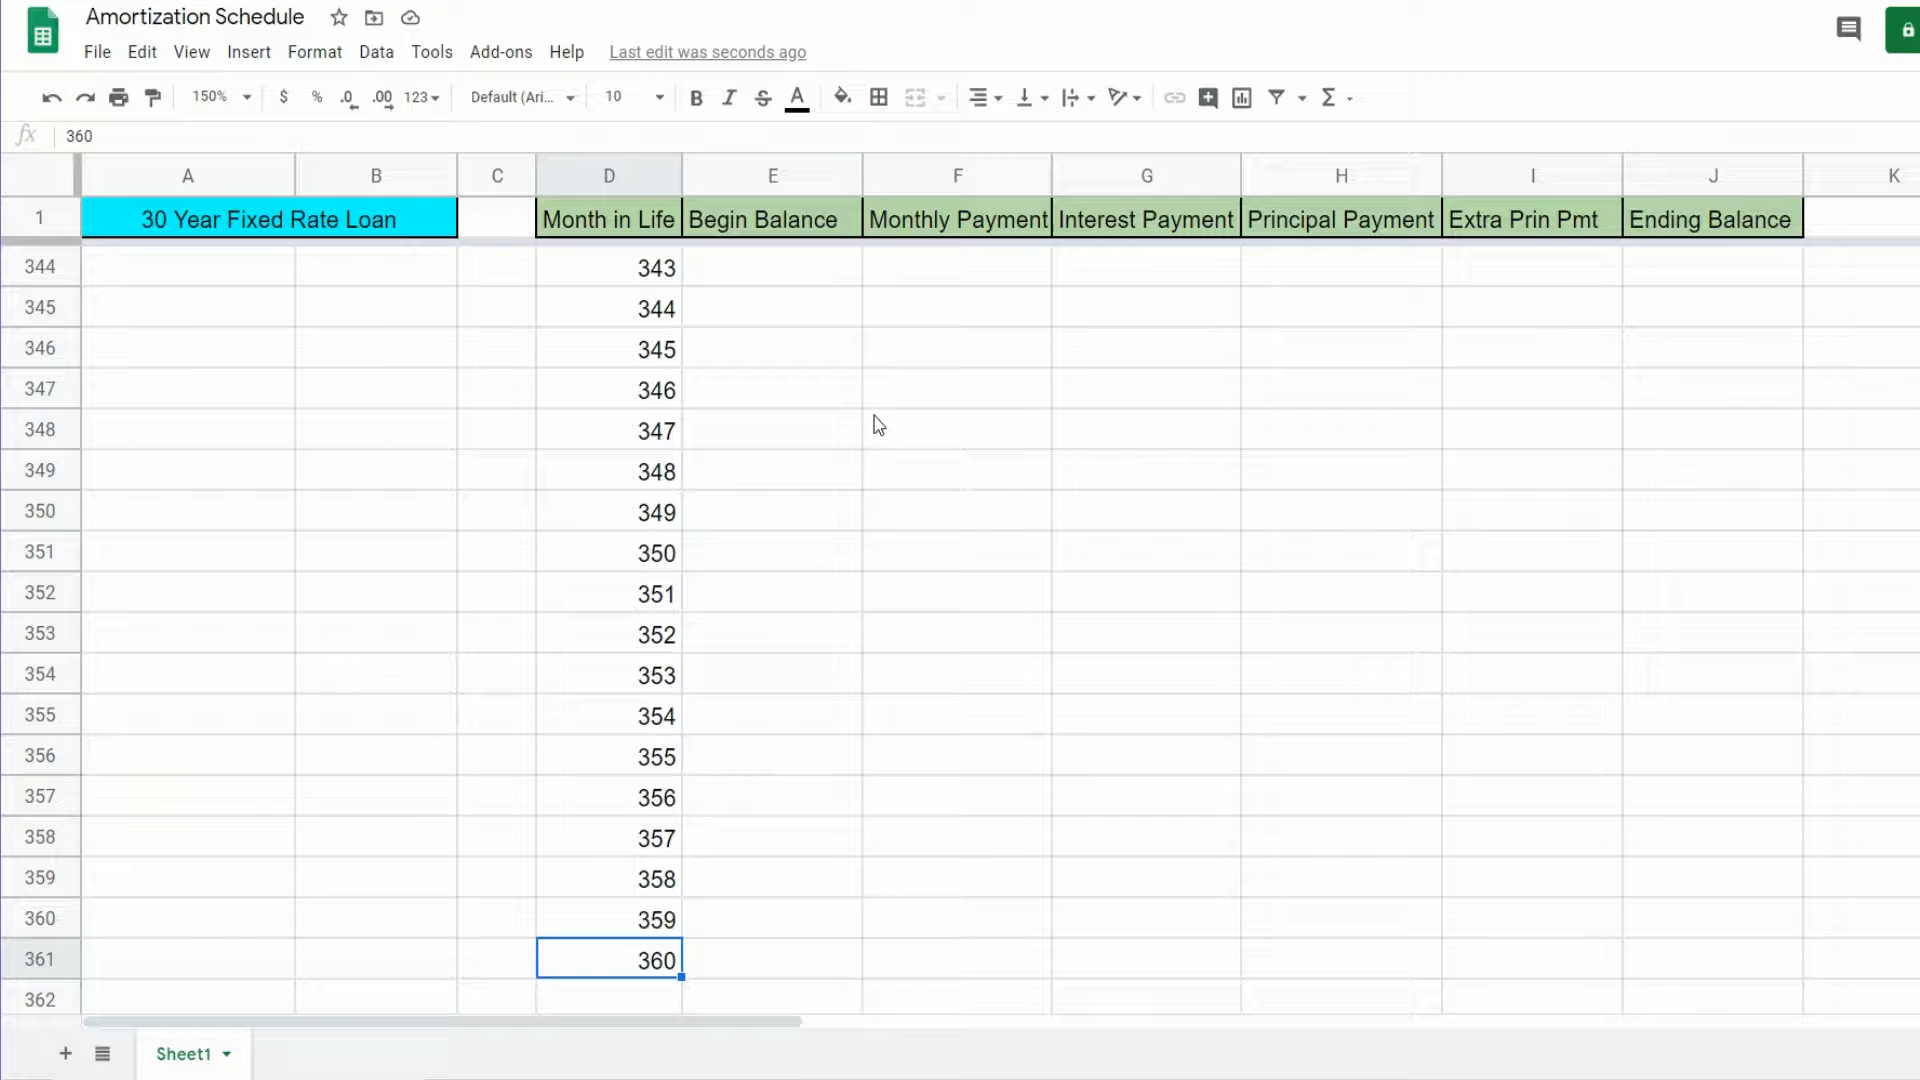 Amortization Schedule
File Edit View Insert Format Data Tools Add-ons Help Last edit was seconds ago
150% $ % .0 .00 123 Default (Ari... 10 B I S A
fx 360
A B C D E F G H I J K
1 30 Year Fixed Rate Loan Month in Life Begin Balance Monthly Payment Interest Payment Principal Payment Extra Prin Pmt Ending Balance
344 343
345 344
346 345
347 346
348 347
349 348
350 349
351 350
352 351
353 352
354 353
355 354
356 355
357 356
358 357
359 358
360 359
361 360
362
+ Sheet1